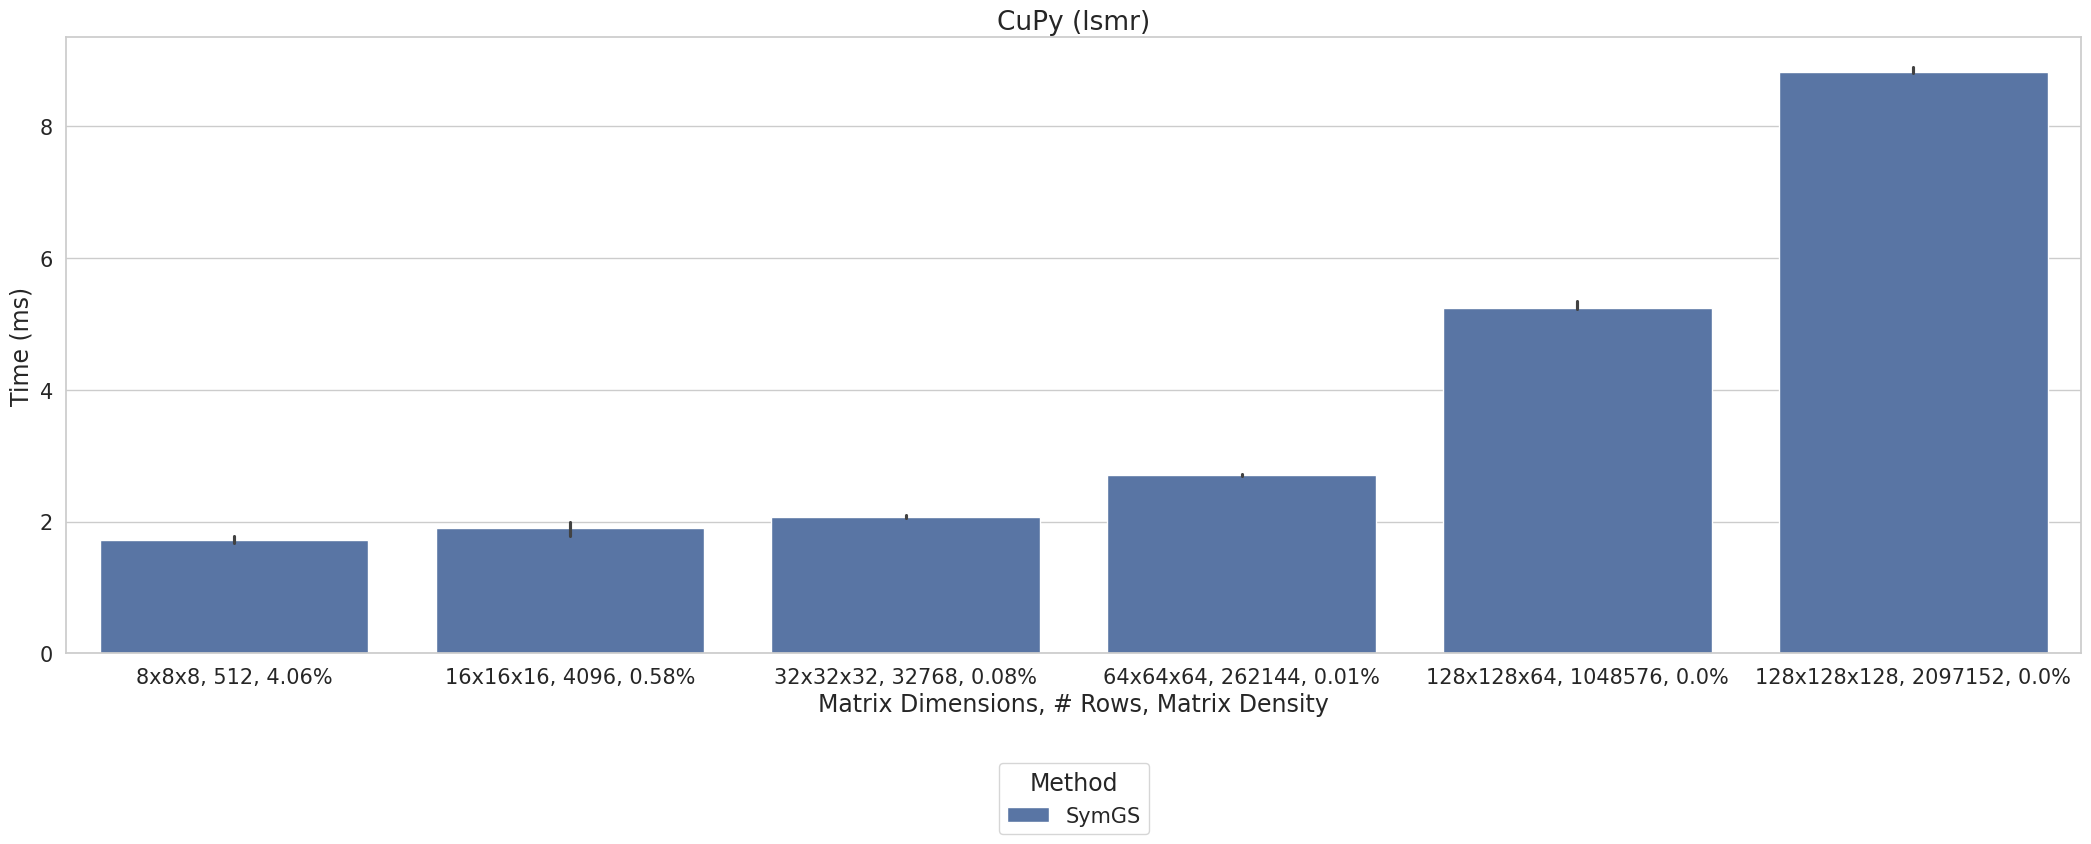 CuPy (lsmr)
Time (ms)
8
6
4
2
0
8x8x8, 512, 4.06%
16x16x16, 4096, 0.58%
32x32x32, 32768, 0.08%
64x64x64, 262144, 0.01%
128x128x64, 1048576, 0.0%
128x128x128, 2097152, 0.0%
Matrix Dimensions, # Rows, Matrix Density
Method
SymGS